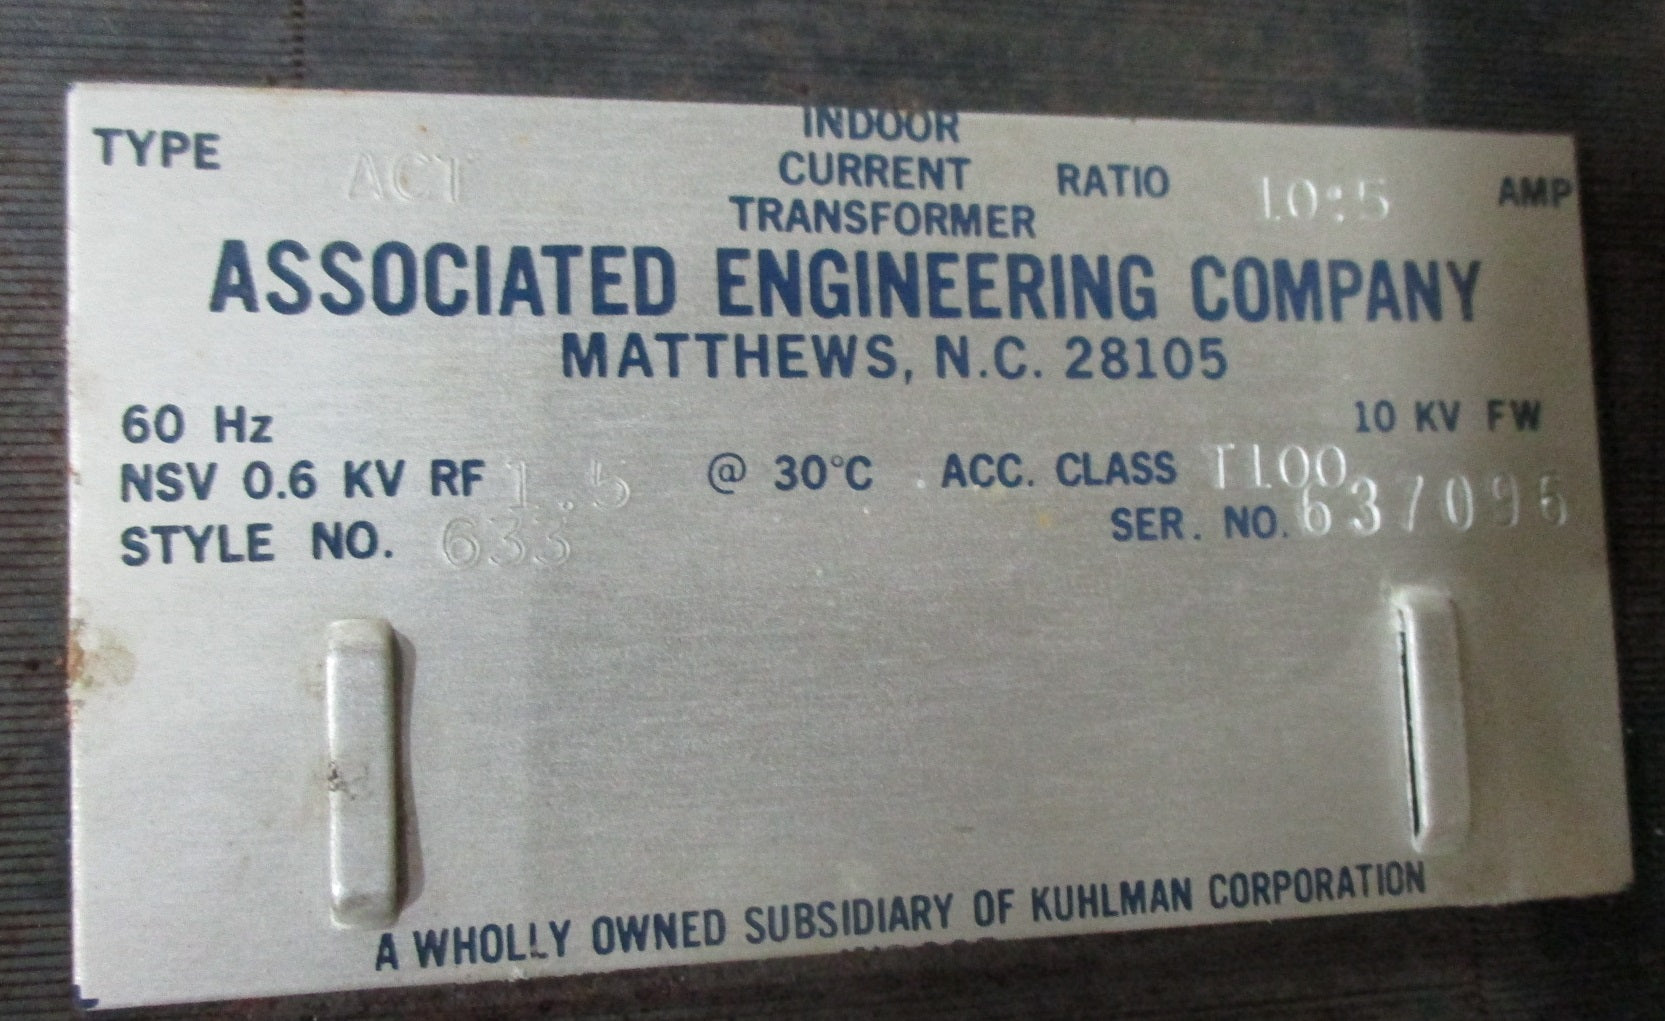 INDOOR
TYPE ACT CURRENT RATIO 10:5 AMP
TRANSFORMER
ASSOCIATED ENGINEERING COMPANY
MATTHEWS, N.C. 28105
60 Hz 10 KV FW
NSV 0.6 KV RF 1.5 @ 30°C . ACC. CLASS T100
STYLE NO. 633 SER. NO. 637096
A WHOLLY OWNED SUBSIDIARY OF KUHLMAN CORPORATION